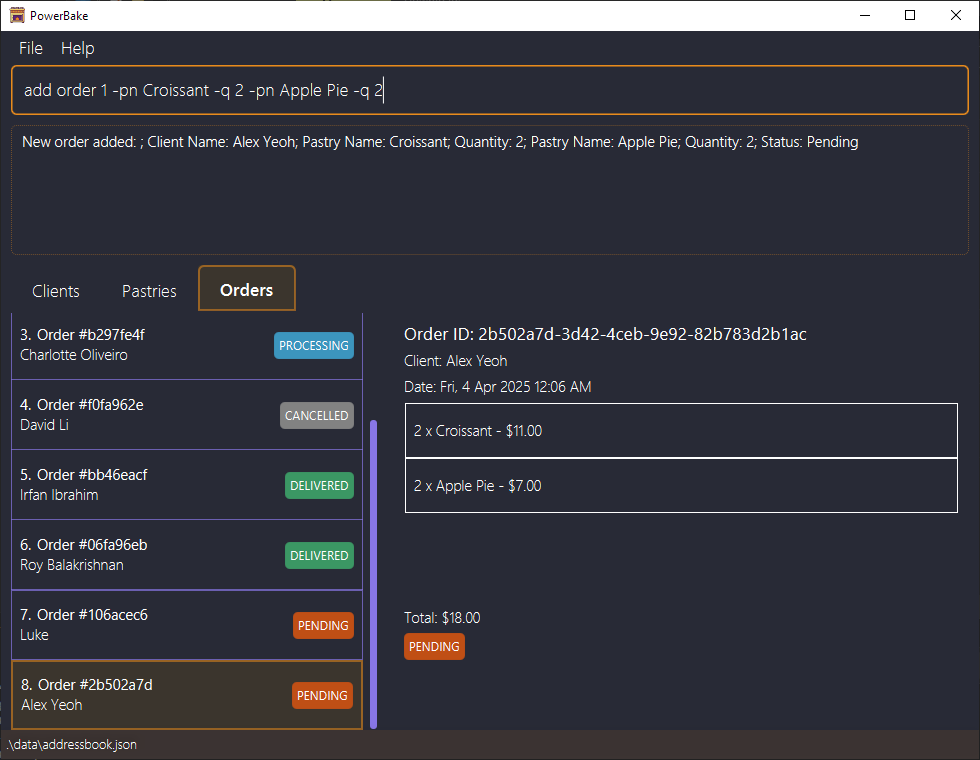 PowerBake
File Help
add order 1 -pn Croissant -q 2 -pn Apple Pie -q 2
New order added: ; Client Name: Alex Yeoh; Pastry Name: Croissant; Quantity: 2; Pastry Name: Apple Pie; Quantity: 2; Status: Pending
Clients Pastries Orders
3. Order #b297fe4f
Charlotte Oliveiro
PROCESSING
4. Order #f0fa962e
David Li
CANCELLED
5. Order #bb46eacf
Irfan Ibrahim
DELIVERED
6. Order #06fa96eb
Roy Balakrishnan
DELIVERED
7. Order #106acec6
Luke
PENDING
8. Order #2b502a7d
Alex Yeoh
PENDING
Order ID: 2b502a7d-3d42-4ceb-9e92-82b783d2b1ac
Client: Alex Yeoh
Date: Fri, 4 Apr 2025 12:06 AM
2 x Croissant - $11.00
2 x Apple Pie - $7.00
Total: $18.00
PENDING
.\data\addressbook.json